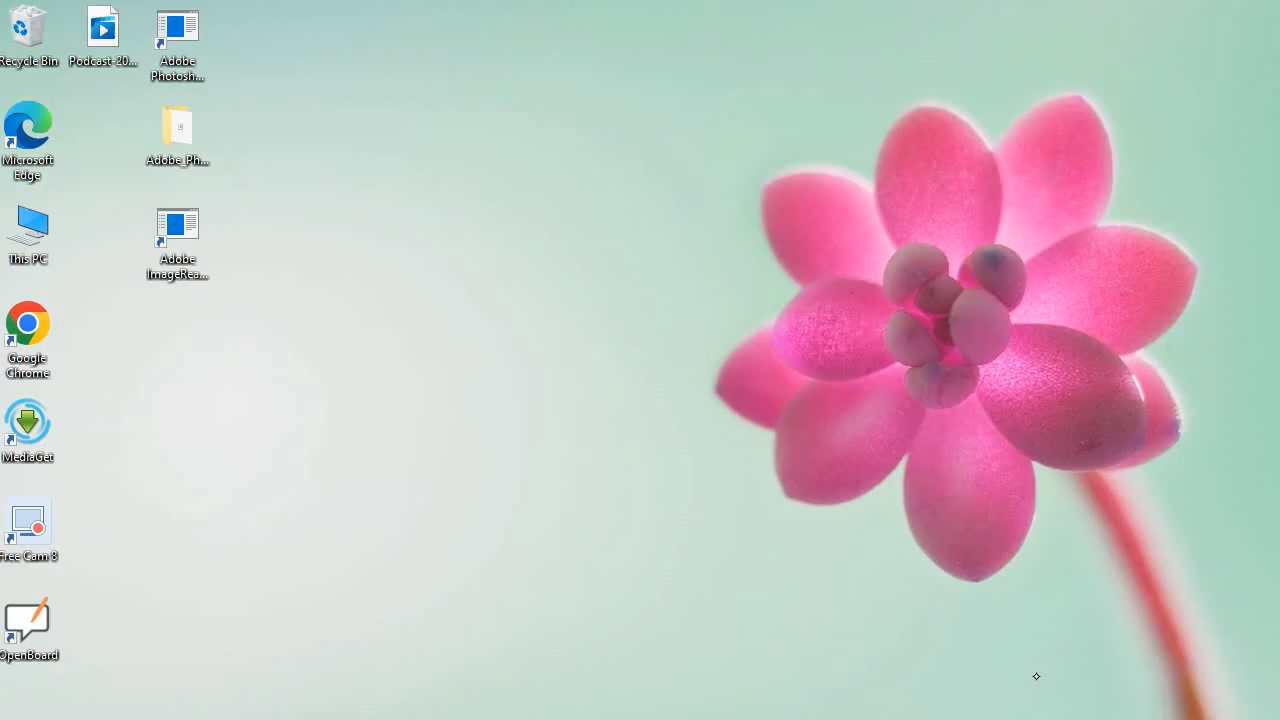 Recycle Bin
Podcast-20...
Adobe
Photosh...
Microsoft
Edge
Adobe_Ph...
This PC
Adobe
ImageRea...
Google
Chrome
MediaGet
Free Cam 8
OpenBoard